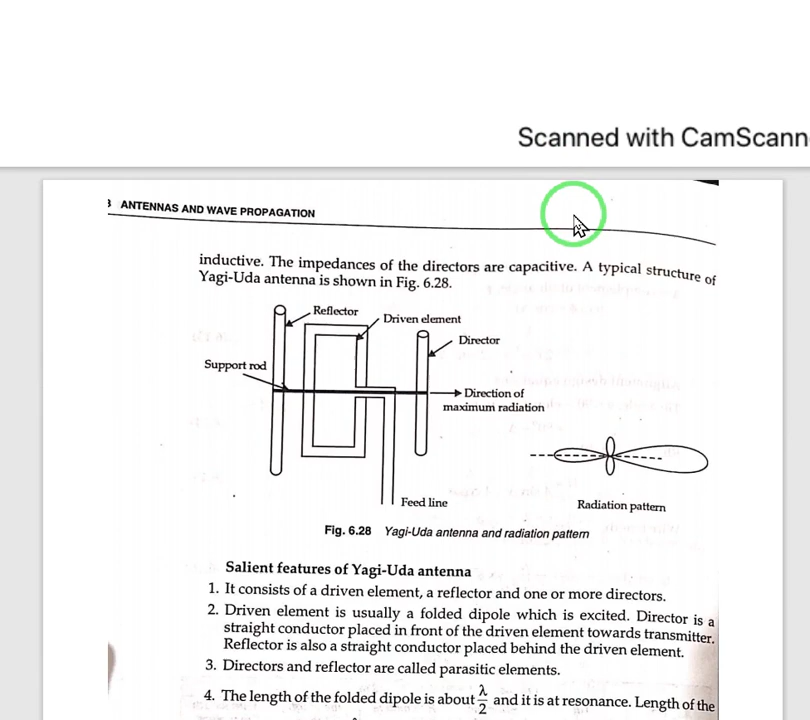 Scanned with CamScann
ANTENNAS AND WAVE PROPAGATION
inductive. The impedances of the directors are capacitive. A typical structure of
Yagi-Uda antenna is shown in Fig. 6.28.
Reflector
Driven element
Director
Support rod
Direction of
maximum radiation
Feed line
Radiation pattern
Fig. 6.28 Yagi-Uda antenna and radiation pattern
Salient features of Yagi-Uda antenna
1. It consists of a driven element, a reflector and one or more directors.
2. Driven element is usually a folded dipole which is excited. Director is a
straight conductor placed in front of the driven element towards transmitter.
Reflector is also a straight conductor placed behind the driven element.
3. Directors and reflector are called parasitic elements.
4. The length of the folded dipole is about λ/2 and it is at resonance. Length of the